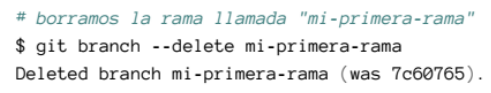 # borramos la rama llamada "mi-primera-rama"
$ git branch --delete mi-primera-rama
Deleted branch mi-primera-rama (was 7c60765).